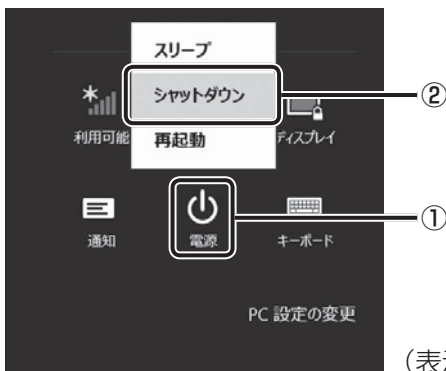 スリープ
シャットダウン
②
利用可能
再起動
ディスプレイ
①
通知
電源
キーボード
PC 設定の変更
（表